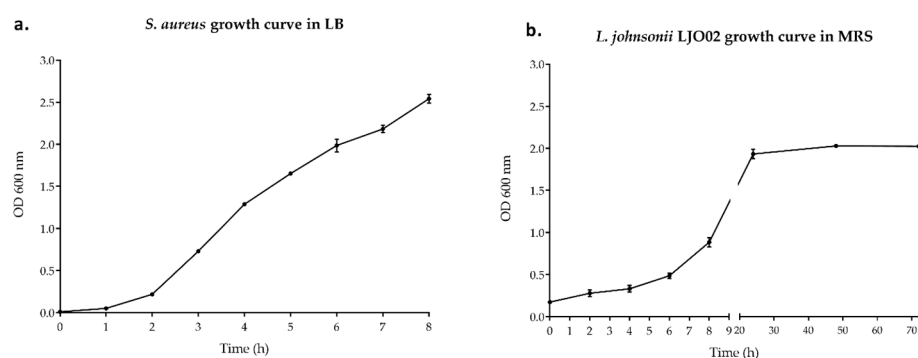 a.
S. aureus growth curve in LB
3.0
2.5
2.0
1.5
1.0
0.5
0.0
OD 600 nm
0 1 2 3 4 5 6 7 8
Time (h)
b.
L. johnsonii LJO02 growth curve in MRS
3.0
2.5
2.0
1.5
1.0
0.5
0.0
OD 600 nm
0 1 2 3 4 5 6 7 8 9 20 30 40 50 60 70
Time (h)